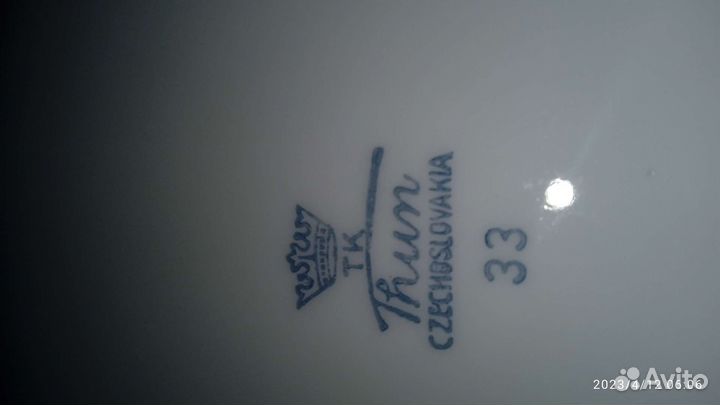 TK
Thun
CZECHOSLOVAKIA
33
2023/4/12 06:06
Avito